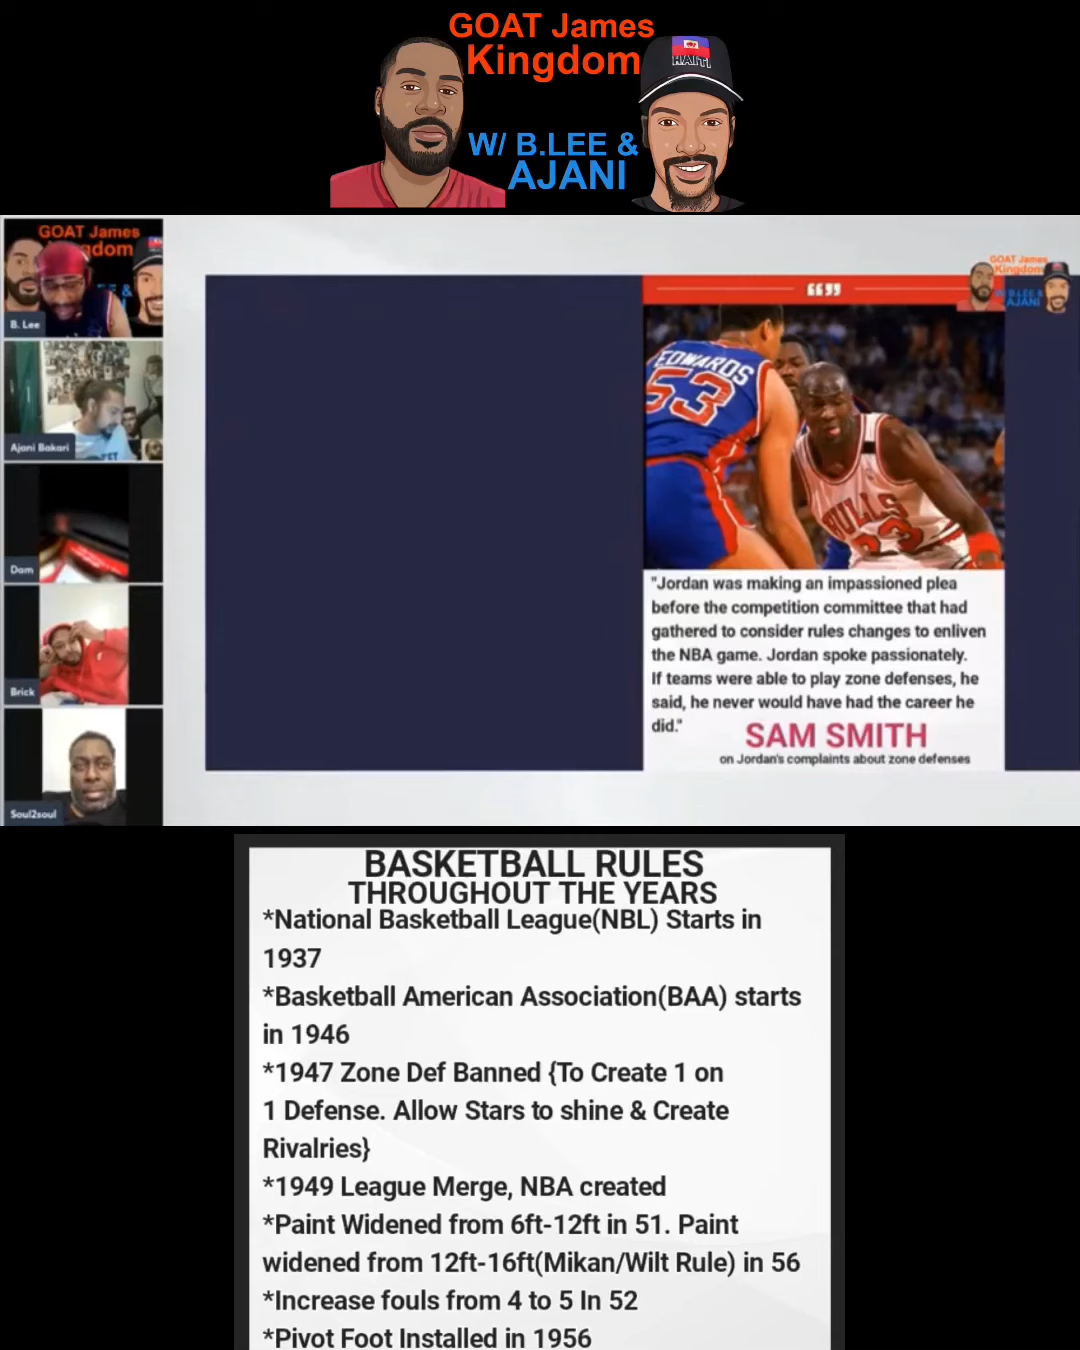 GOAT James
Kingdom
HAITI
W/ B.LEE &
AJANI
GOAT James
B. Lee
Ajani Bakari
Dam
Brick
Soul2soul
GOAT James
Kingdom
W/ B.LEE &
AJANI
EDWARDS
53
BULLS
23
"Jordan was making an impassioned plea
before the competition committee that had
gathered to consider rules changes to enliven
the NBA game. Jordan spoke passionately.
If teams were able to play zone defenses, he
said, he never would have had the career he
did."
SAM SMITH
on Jordan's complaints about zone defenses
BASKETBALL RULES
THROUGHOUT THE YEARS
*National Basketball League(NBL) Starts in
1937
*Basketball American Association(BAA) starts
in 1946
*1947 Zone Def Banned {To Create 1 on
1 Defense. Allow Stars to shine & Create
Rivalries}
*1949 League Merge, NBA created
*Paint Widened from 6ft-12ft in 51. Paint
widened from 12ft-16ft(Mikan/Wilt Rule) in 56
*Increase fouls from 4 to 5 In 52
*Pivot Foot Installed in 1956